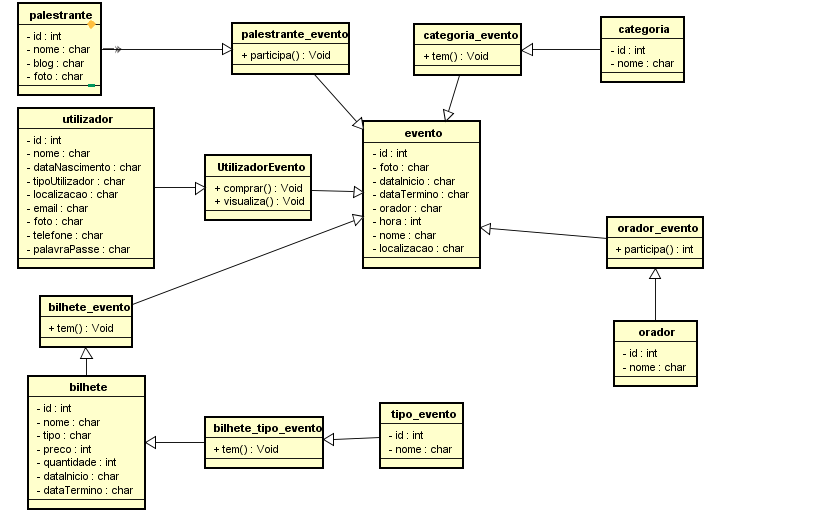 palestrante
- id : int
- nome : char
- blog : char
- foto : char
palestrante_evento
+ participa() : Void
categoria_evento
+ tem() : Void
categoria
- id : int
- nome : char
utilizador
- id : int
- nome : char
- dataNascimento : char
- tipoUtilizador : char
- localizacao : char
- email : char
- foto : char
- telefone : char
- palavraPasse : char
UtilizadorEvento
+ comprar() : Void
+ visualiza() : Void
evento
- id : int
- foto : char
- dataInicio : char
- dataTermino : char
- orador : char
- hora : int
- nome : char
- localizacao : char
orador_evento
+ participa() : int
bilhete_evento
+ tem() : Void
orador
- id : int
- nome : char
bilhete
- id : int
- nome : char
- tipo : char
- preco : int
- quantidade : int
- dataInicio : char
- dataTermino : char
bilhete_tipo_evento
+ tem() : Void
tipo_evento
- id : int
- nome : char